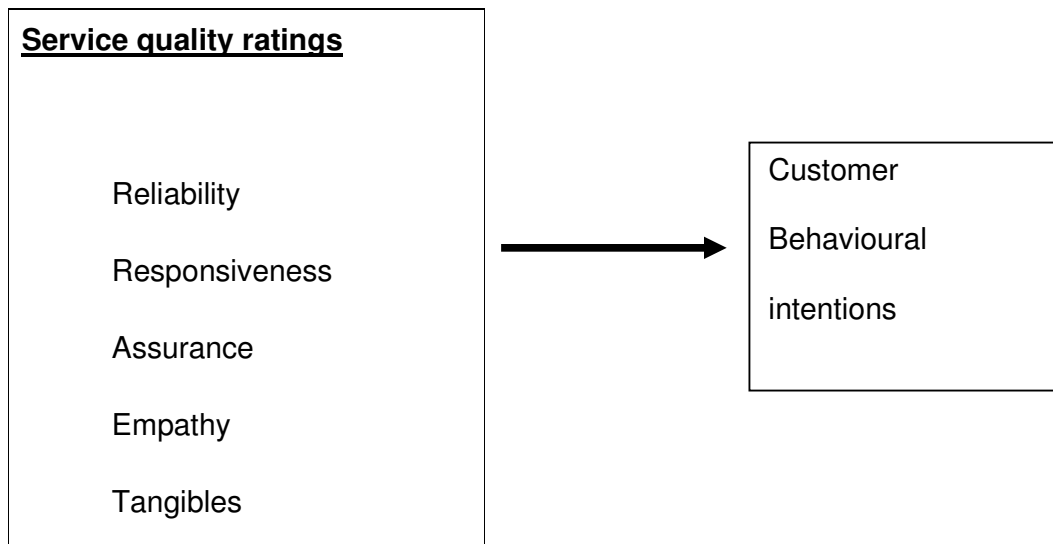 Service quality ratings
Reliability
Responsiveness
Assurance
Empathy
Tangibles
Customer
Behavioural
intentions